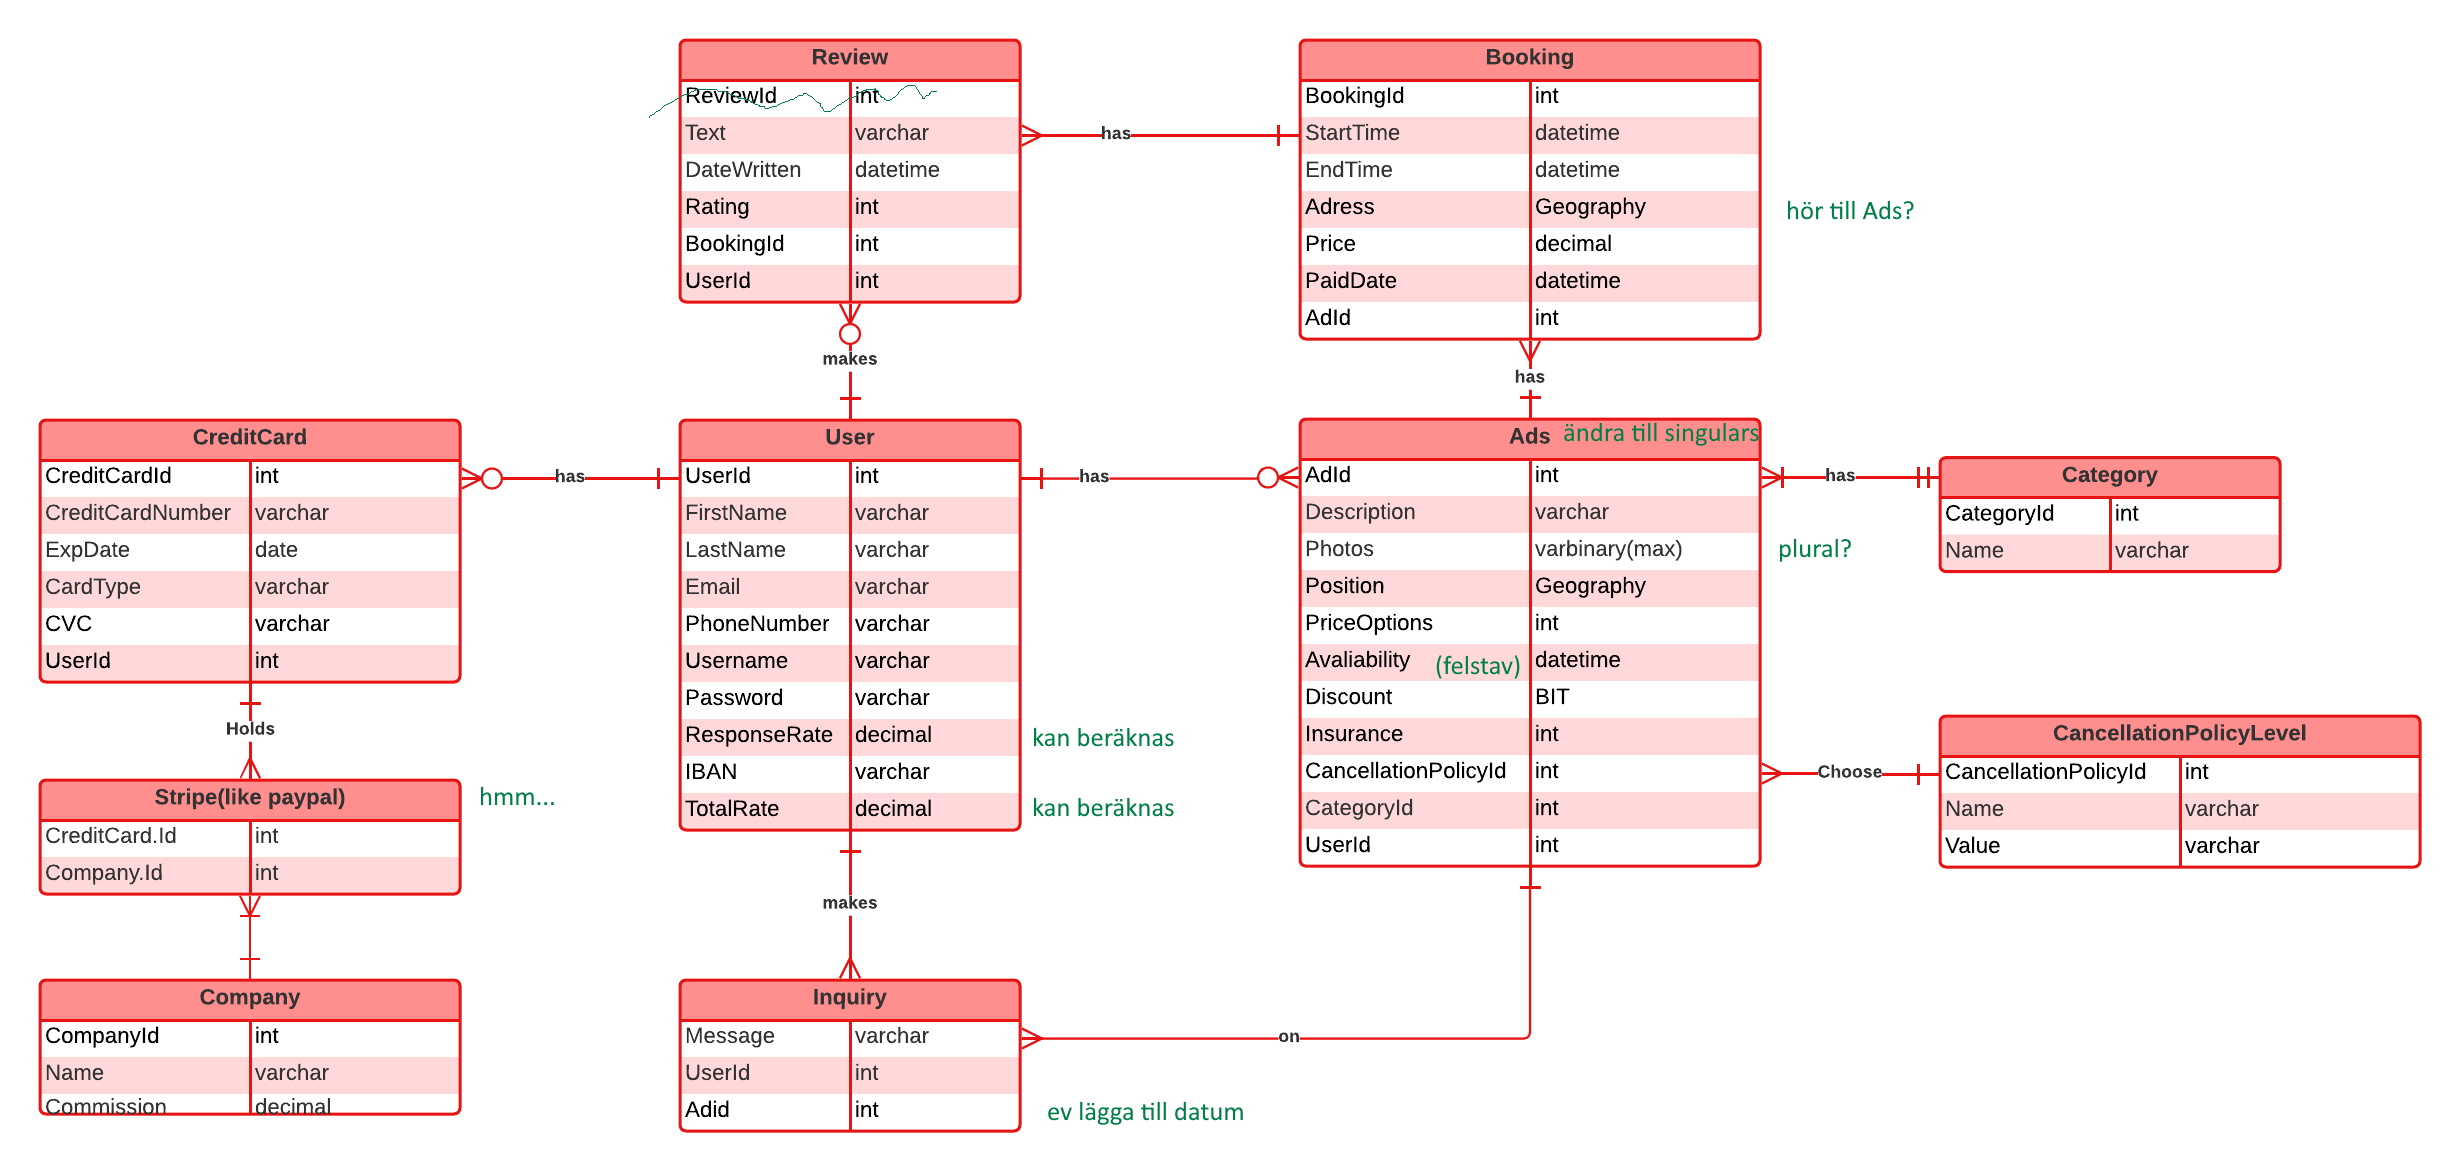 Review
ReviewId int
Text varchar
DateWritten datetime
Rating int
BookingId int
UserId int
has
Booking
BookingId int
StartTime datetime
EndTime datetime
Adress Geography
hör till Ads?
Price decimal
PaidDate datetime
AdId int
makes
has
CreditCard
CreditCardId int
CreditCardNumber varchar
ExpDate date
CardType varchar
CVC varchar
UserId int
has
User
UserId int
FirstName varchar
LastName varchar
Email varchar
PhoneNumber varchar
Username varchar
Password varchar
ResponseRate decimal
kan beräknas
IBAN varchar
TotalRate decimal
kan beräknas
has
Ads ändra till singulars
AdId int
Description varchar
Photos varbinary(max)
plural?
Position Geography
PriceOptions int
Avaliability (felstav) datetime
Discount BIT
Insurance int
CancellationPolicyId int
CategoryId int
UserId int
has
Category
CategoryId int
Name varchar
Choose
CancellationPolicyLevel
CancellationPolicyId int
Name varchar
Value varchar
Holds
Stripe(like paypal)
hmm...
CreditCard.Id int
Company.Id int
Company
CompanyId int
Name varchar
Commission decimal
makes
Inquiry
Message varchar
UserId int
Adid int
ev lägga till datum
on